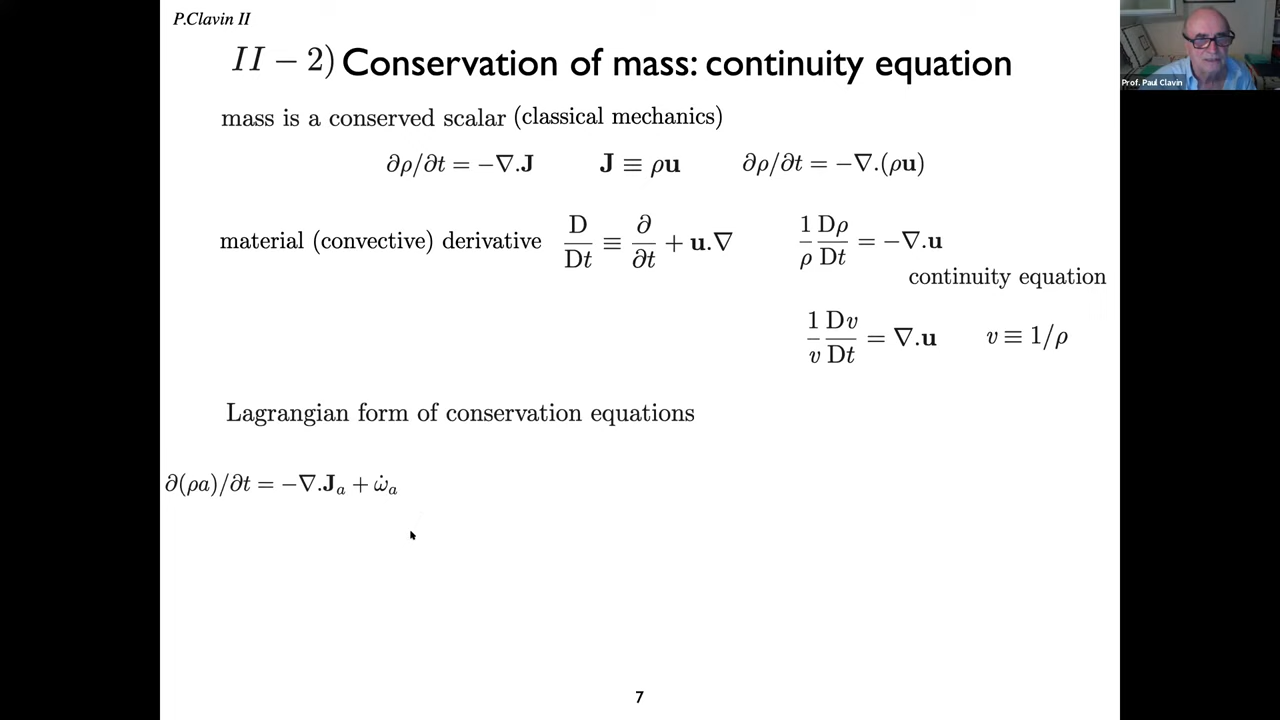 P.Clavin II
II − 2) Conservation of mass: continuity equation
Prof. Paul Clavin
mass is a conserved scalar (classical mechanics)
∂ρ/∂t = −∇.J J ≡ ρu ∂ρ/∂t = −∇.(ρu)
material (convective) derivative D/Dt ≡ ∂/∂t + u.∇ 1/ρ Dρ/Dt = −∇.u
continuity equation
1/v Dv/Dt = ∇.u v ≡ 1/ρ
Lagrangian form of conservation equations
∂(ρa)/∂t = −∇.Jₐ + ω̇ₐ
7